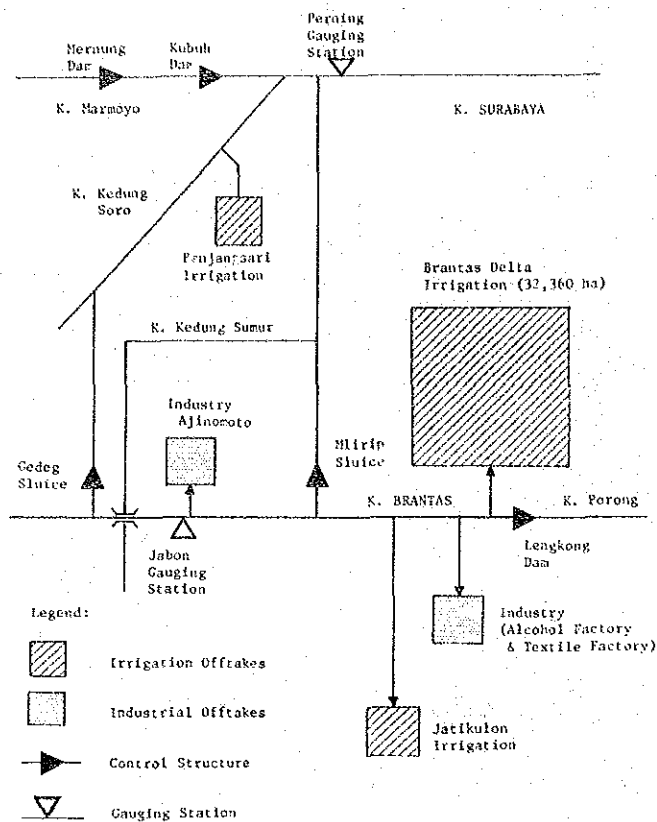 Perning
Gauging
Station
Mernung
Dam
Kubuh
Dam
K. Marmoyo
K. SURABAYA
K. Kedung
Soro
Penjangsari
Irrigation
Brantas Delta
Irrigation (32,360 ha)
K. Kedung Sumur
Industry
Ajinomoto
Gedeg
Sluice
Mlirip
Sluice
K. BRANTAS
K. Porong
Jabon
Gauging
Station
Lengkong
Dam
Industry
(Alcohol Factory
& Textile Factory)
Jatikulon
Irrigation
Legend:
Irrigation Offtakes
Industrial Offtakes
Control Structure
Gauging Station